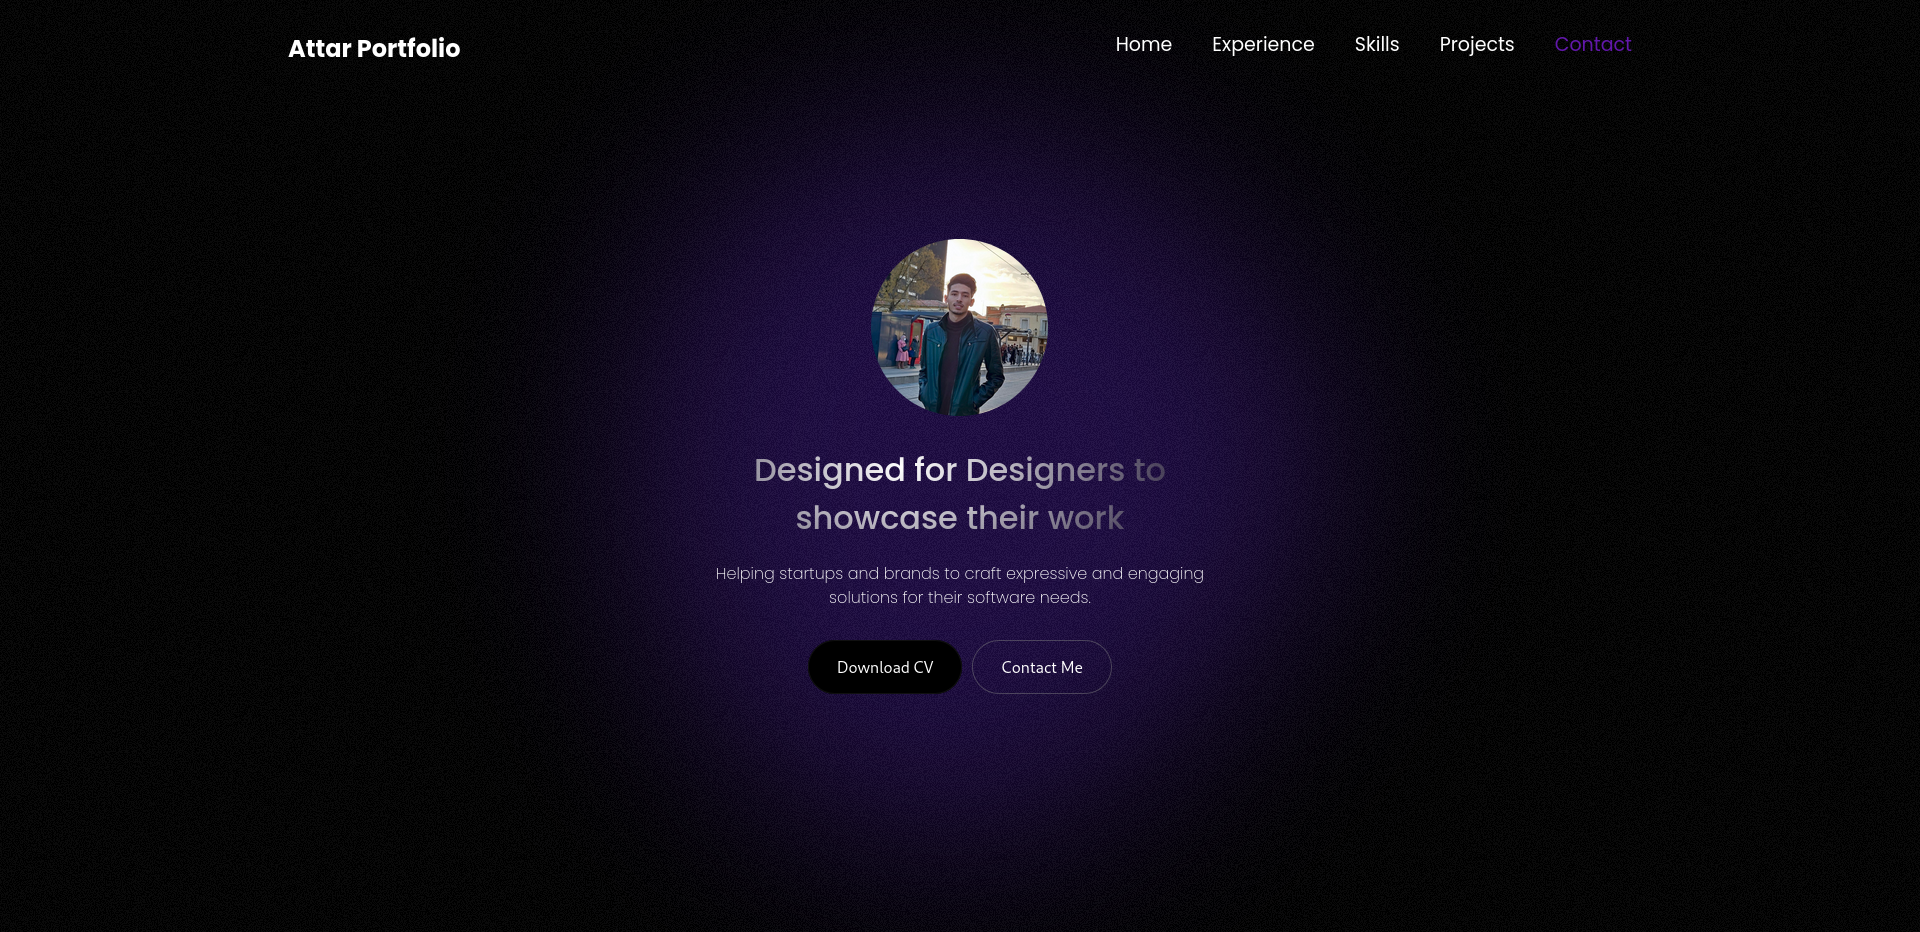 Attar Portfolio
Home Experience Skills Projects Contact
Designed for Designers to
showcase their work
Helping startups and brands to craft expressive and engaging
solutions for their software needs.
Download CV Contact Me